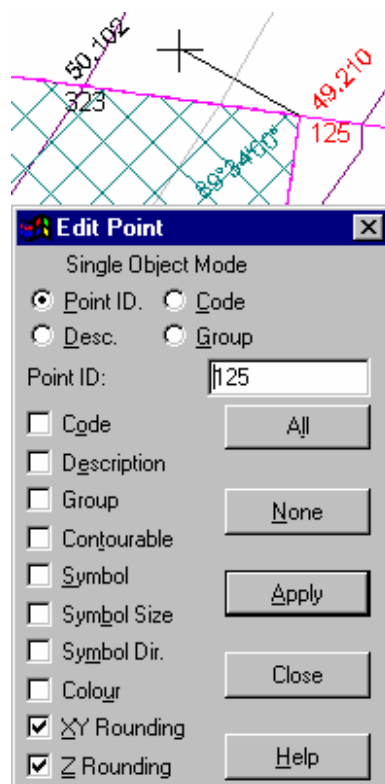 50.102
323
49.210
125
89°34'00"
Edit Point
Single Object Mode
Point ID. Code
Desc. Group
Point ID: 125
Code
All
Description
Group
None
Contourable
Symbol
Apply
Symbol Size
Symbol Dir.
Close
Colour
XY Rounding
Z Rounding
Help